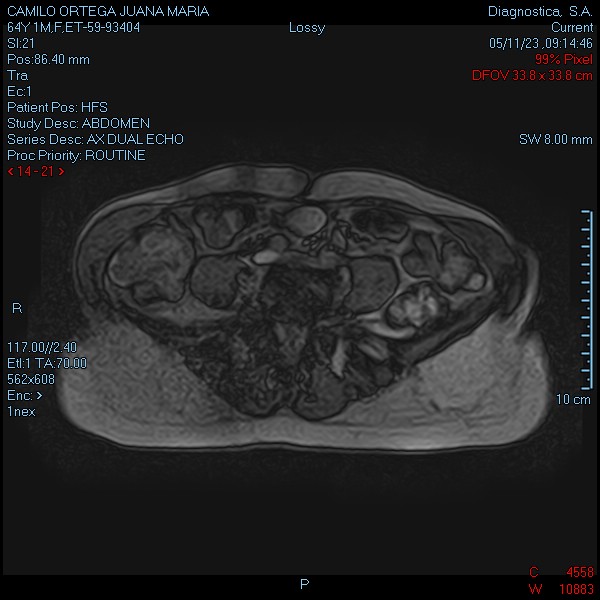 CAMILO ORTEGA JUANA MARIA
64Y 1M,F,ET-59-93404
Sl:21
Pos:86.40 mm
Tra
Ec:1
Patient Pos: HFS
Study Desc: ABDOMEN
Series Desc: AX DUAL ECHO
Proc Priority: ROUTINE
< 14 - 21 >
Lossy
Diagnostica, S.A.
Current
05/11/23 ,09:14:46
99% Pixel
DFOV 33.8 x 33.8 cm
SW 8.00 mm
R
117.00//2.40
Etl:1 TA:70.00
562x608
Enc: >
1nex
10 cm
P
C 4558
W 10883